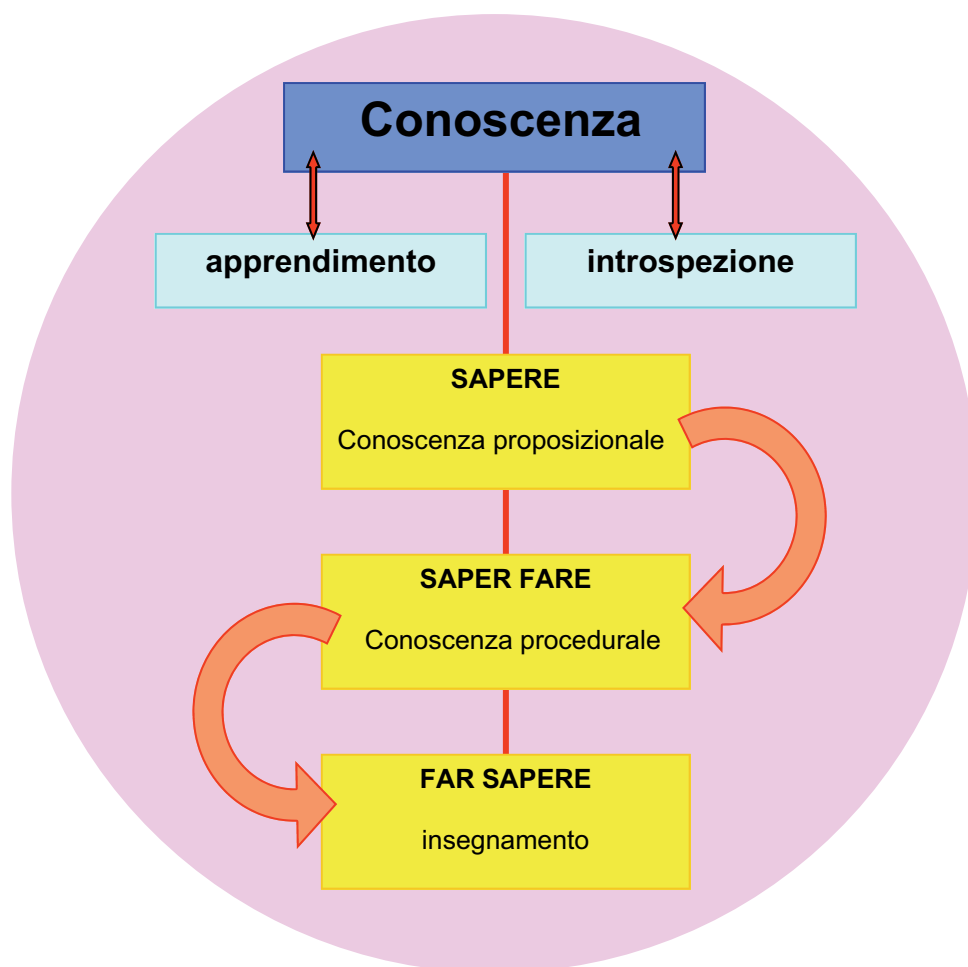 Conoscenza
apprendimento
introspezione
SAPERE
Conoscenza proposizionale
SAPER FARE
Conoscenza procedurale
FAR SAPERE
insegnamento